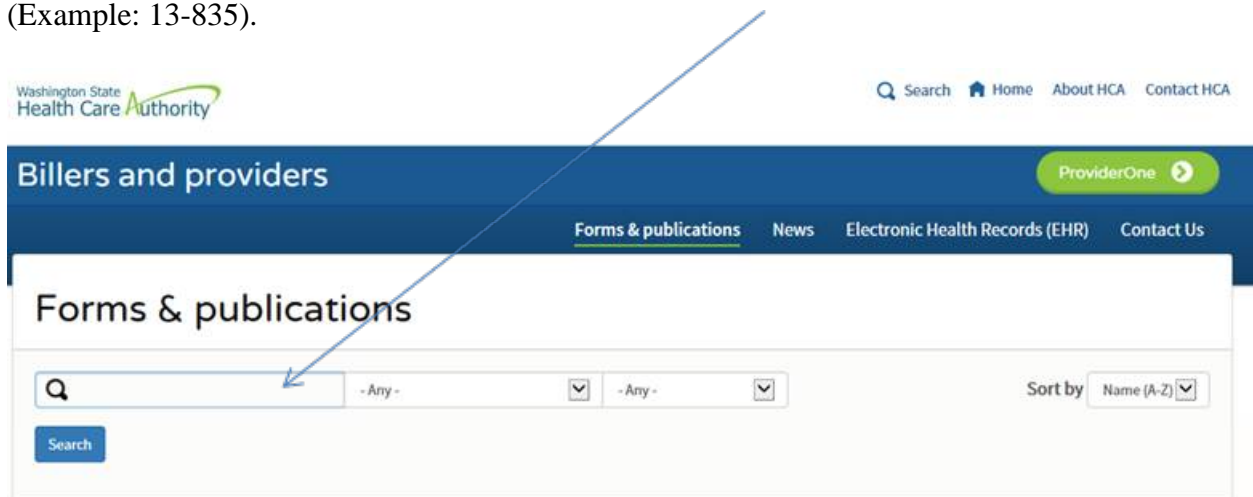 (Example: 13-835).
Washington State
Health Care Authority
Search Home About HCA Contact HCA
Billers and providers
ProviderOne
Forms & publications News Electronic Health Records (EHR) Contact Us
Forms & publications
- Any - - Any - Sort by Name (A-Z)
Search